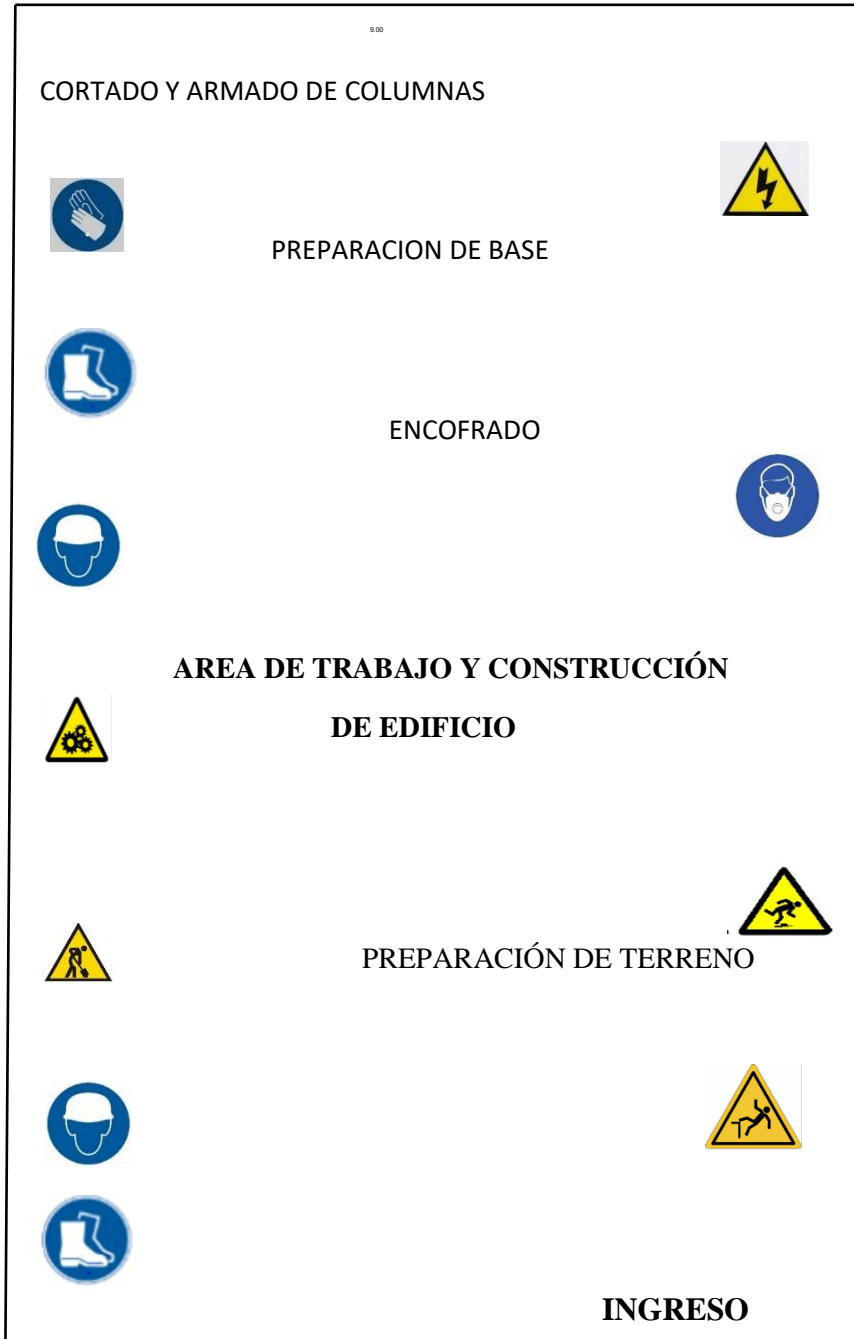 9.00
CORTADO Y ARMADO DE COLUMNAS
PREPARACION DE BASE
ENCOFRADO
AREA DE TRABAJO Y CONSTRUCCIÓN
DE EDIFICIO
PREPARACIÓN DE TERRENO
INGRESO